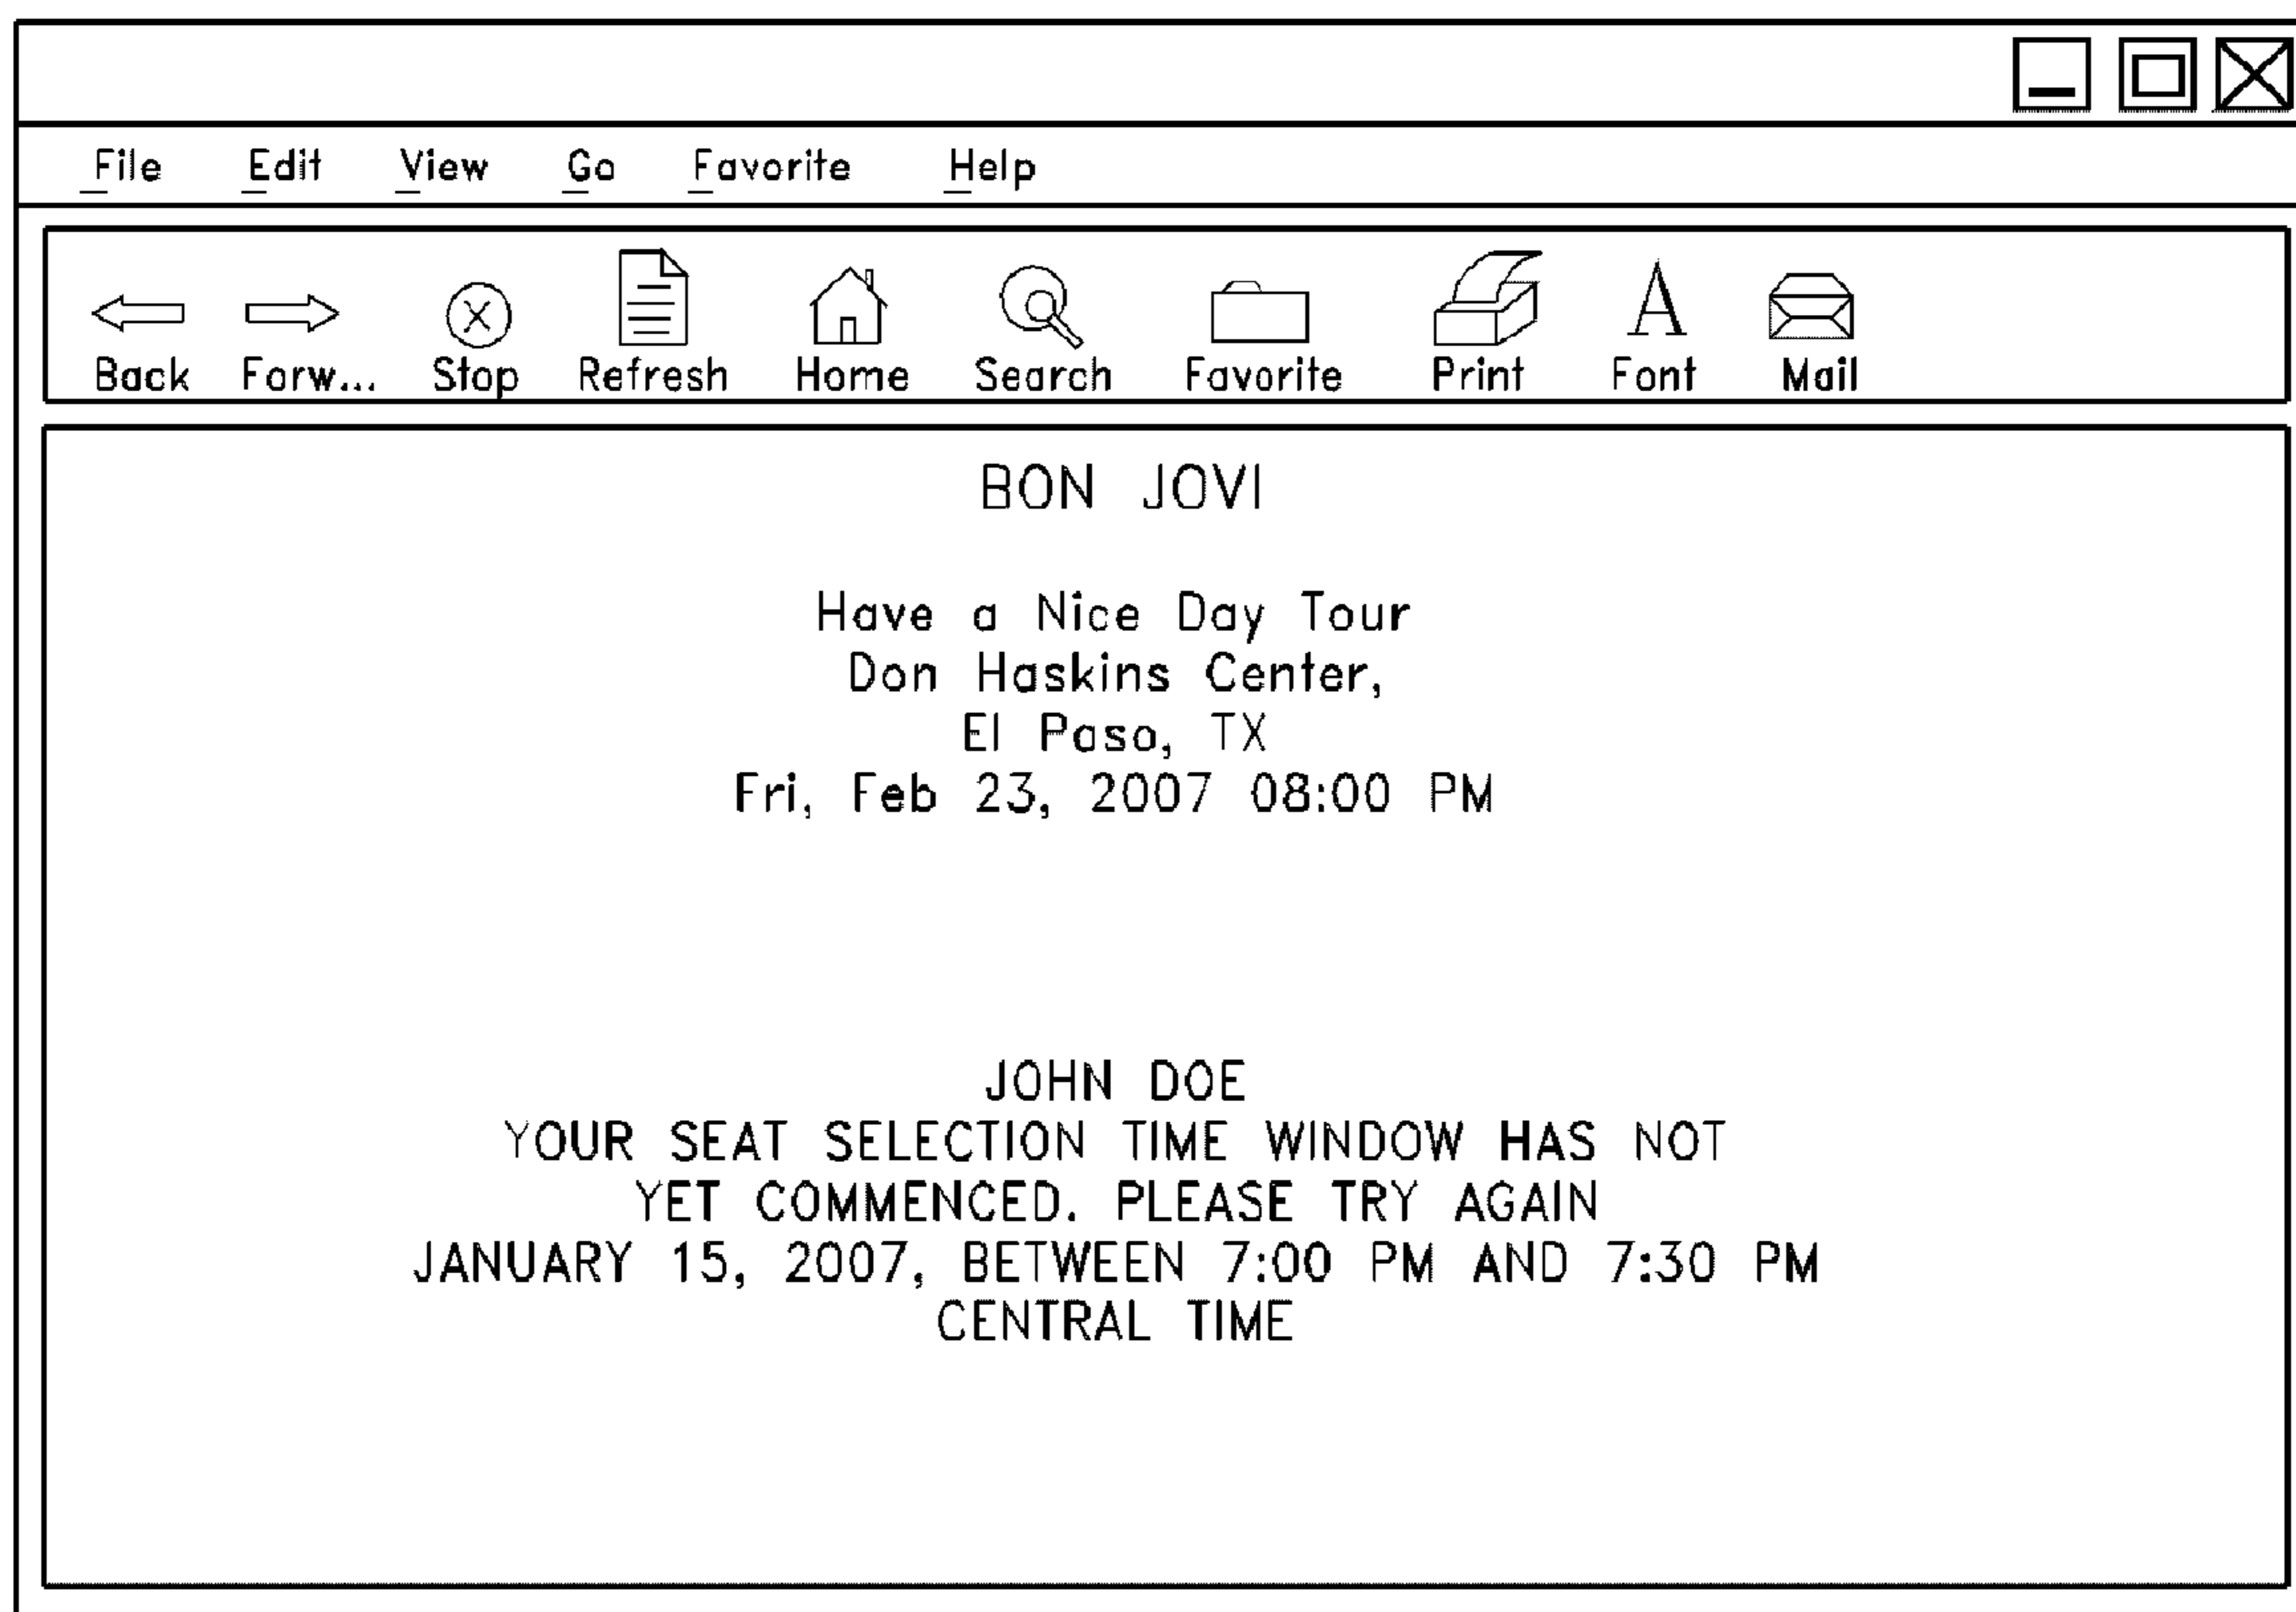 File Edit View Go Favorite Help
Back Forw... Stop Refresh Home Search Favorite Print Font Mail
BON JOVI
Have a Nice Day Tour
Don Haskins Center,
El Paso, TX
Fri, Feb 23, 2007 08:00 PM
JOHN DOE
YOUR SEAT SELECTION TIME WINDOW HAS NOT
YET COMMENCED. PLEASE TRY AGAIN
JANUARY 15, 2007, BETWEEN 7:00 PM AND 7:30 PM
CENTRAL TIME